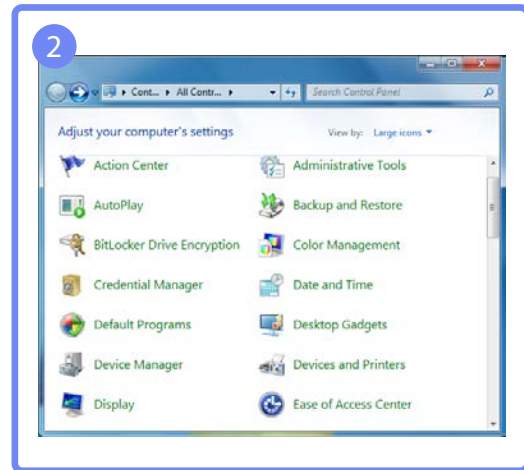 2
Cont... ▸ All Contr... ▸ Search Control Panel
Adjust your computer's settings View by: Large icons
Action Center Administrative Tools
AutoPlay Backup and Restore
BitLocker Drive Encryption Color Management
Credential Manager Date and Time
Default Programs Desktop Gadgets
Device Manager Devices and Printers
Display Ease of Access Center